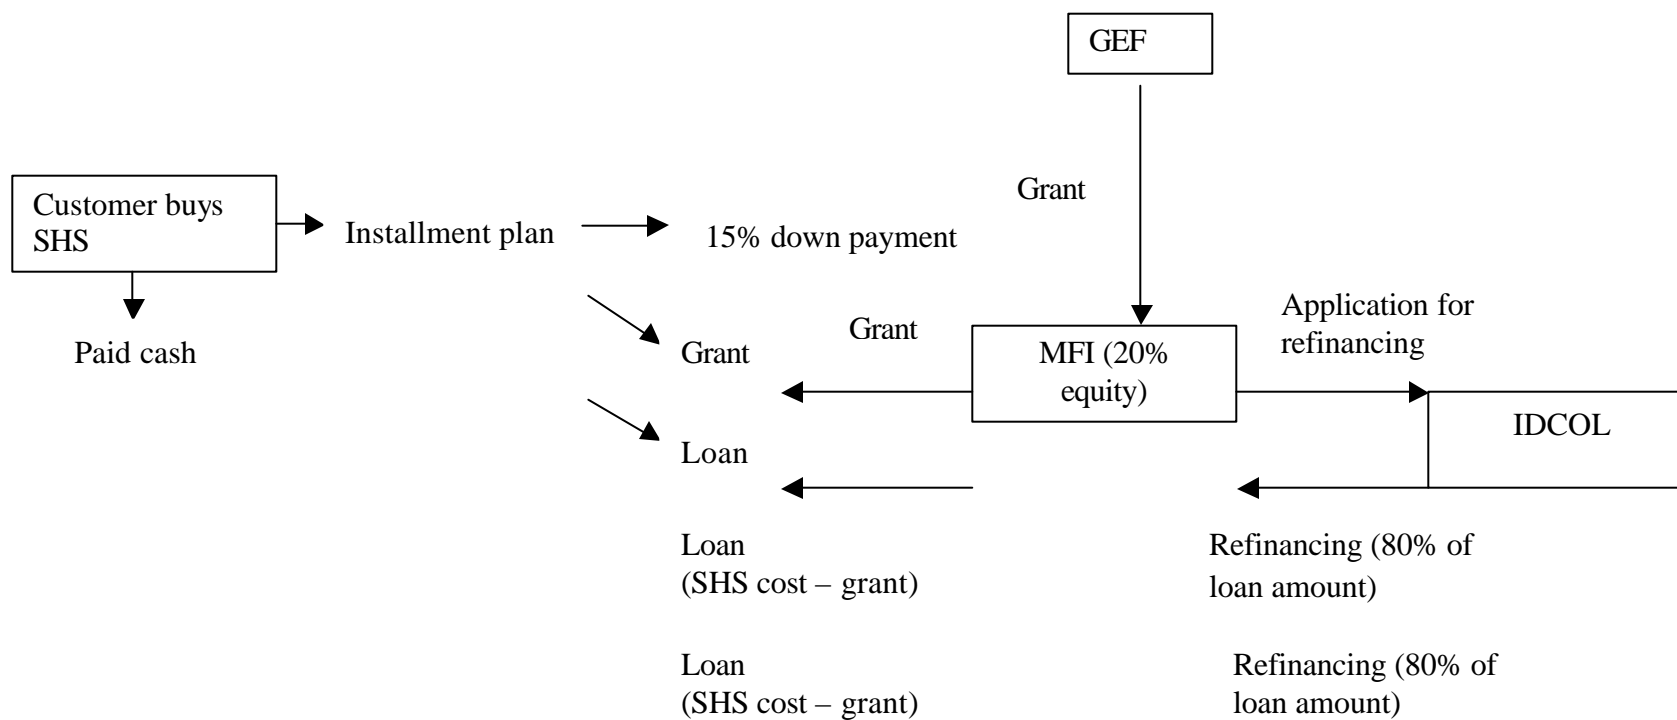 GEF
Grant
Customer buys
SHS
Installment plan
15% down payment
Paid cash
Grant
Grant
Loan
MFI (20%
equity)
Application for
refinancing
IDCOL
Loan
(SHS cost – grant)
Refinancing (80% of
loan amount)
Loan
(SHS cost – grant)
Refinancing (80% of
loan amount)